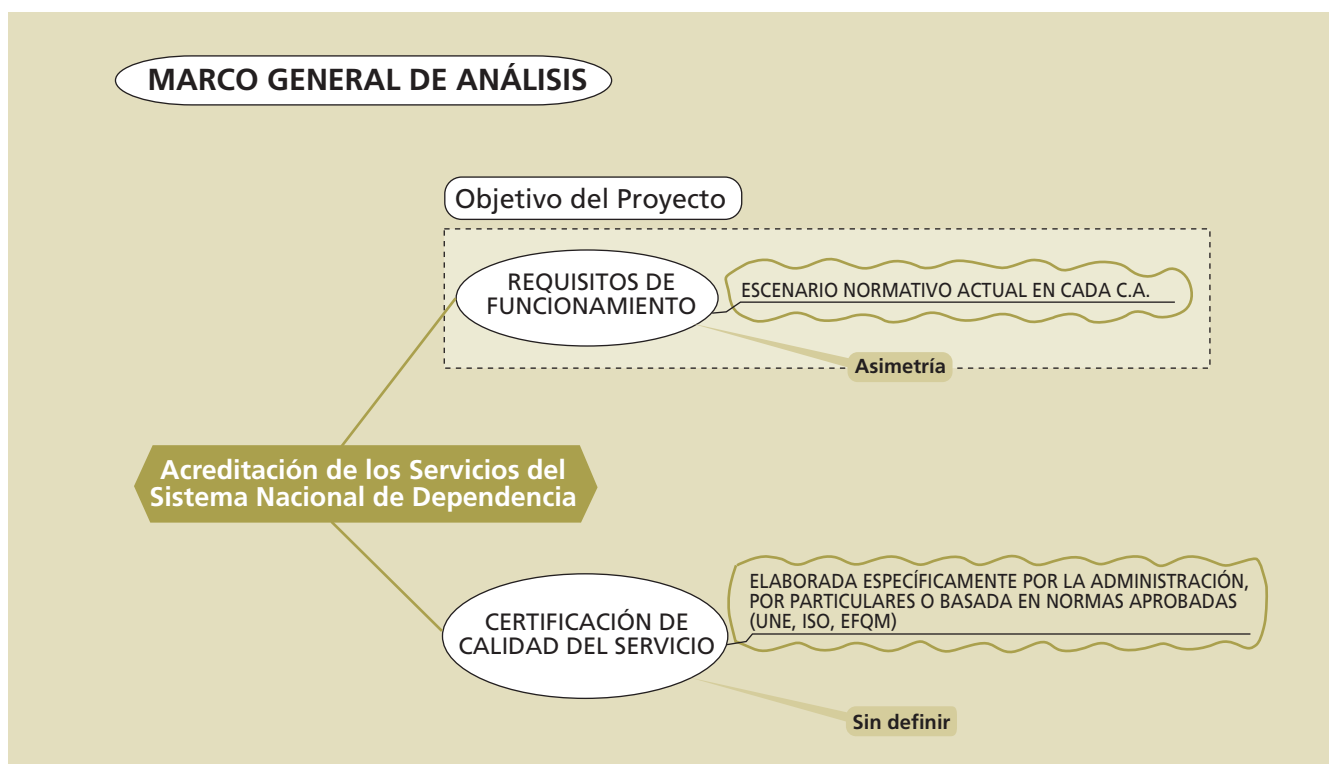 MARCO GENERAL DE ANÁLISIS
Objetivo del Proyecto
REQUISITOS DE
FUNCIONAMIENTO
ESCENARIO NORMATIVO ACTUAL EN CADA C.A.
Asimetría
Acreditación de los Servicios del
Sistema Nacional de Dependencia
CERTIFICACIÓN DE
CALIDAD DEL SERVICIO
ELABORADA ESPECÍFICAMENTE POR LA ADMINISTRACIÓN,
POR PARTICULARES O BASADA EN NORMAS APROBADAS
(UNE, ISO, EFQM)
Sin definir